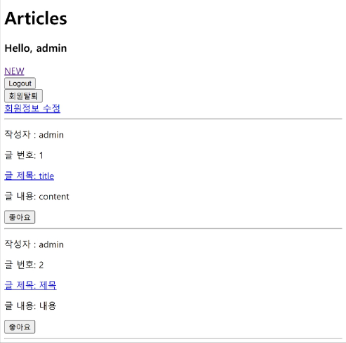 Articles
Hello, admin
NEW
Logout
회원탈퇴
회원정보 수정
작성자 : admin
글 번호: 1
글 제목: title
글 내용: content
좋아요
작성자 : admin
글 번호: 2
글 제목: 제목
글 내용: 내용
좋아요